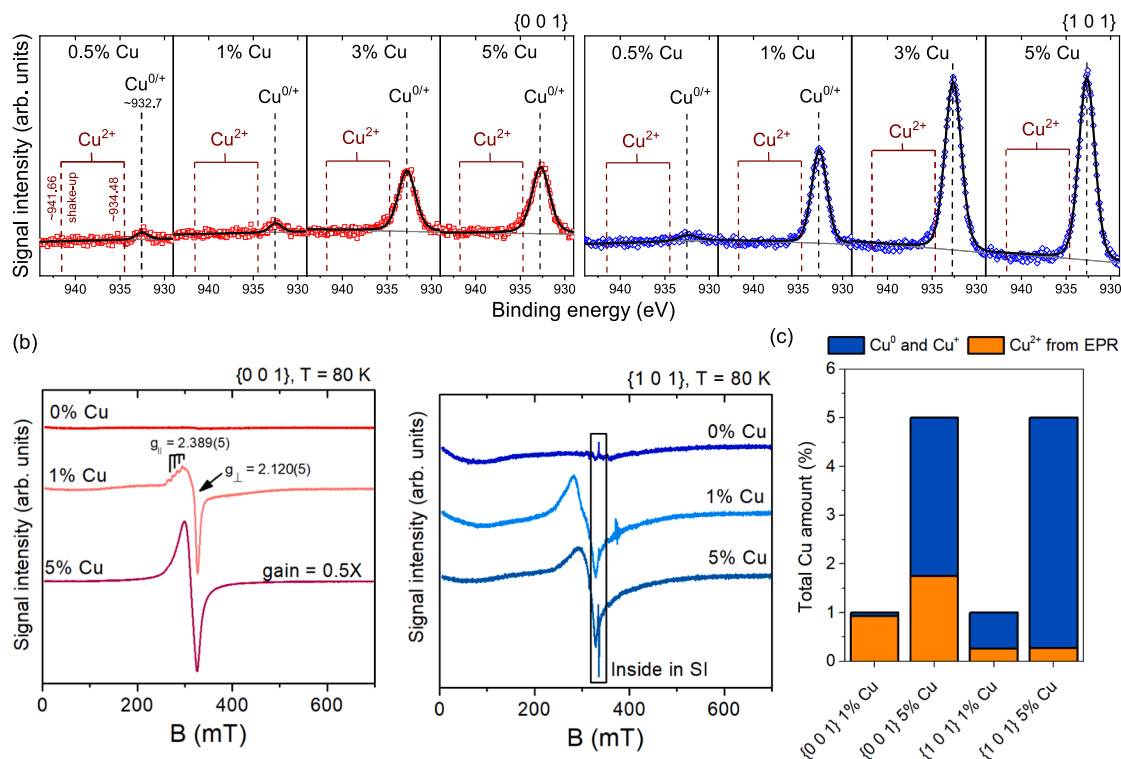 {0 0 1}
{1 0 1}
0.5% Cu
1% Cu
3% Cu
5% Cu
0.5% Cu
1% Cu
3% Cu
5% Cu
Cu0/+
~932.7
Cu0/+
Cu0/+
Cu0/+
Cu0/+
Cu0/+
Cu0/+
Cu0/+
Cu2+
Cu2+
Cu2+
Cu2+
Cu2+
Cu2+
Cu2+
Cu2+
~941.66
shake-up
~934.48
Signal intensity (arb. units)
940 935 930 940 935 930 940 935 930 940 935 930 940 935 930 940 935 930 940 935 930 940 935 930
Binding energy (eV)
(b)
{0 0 1}, T = 80 K
0% Cu
g|| = 2.389(5)
g⊥ = 2.120(5)
1% Cu
5% Cu
gain = 0.5X
Signal intensity (arb. units)
0 200 400 600
B (mT)
{1 0 1}, T = 80 K
0% Cu
1% Cu
5% Cu
Inside in SI
Signal intensity (arb. units)
0 200 400 600
B (mT)
(c)
Cu0 and Cu+
Cu2+ from EPR
Total Cu amount (%)
6
5
4
3
2
1
0
{0 0 1} 1% Cu
{0 0 1} 5% Cu
{1 0 1} 1% Cu
{1 0 1} 5% Cu